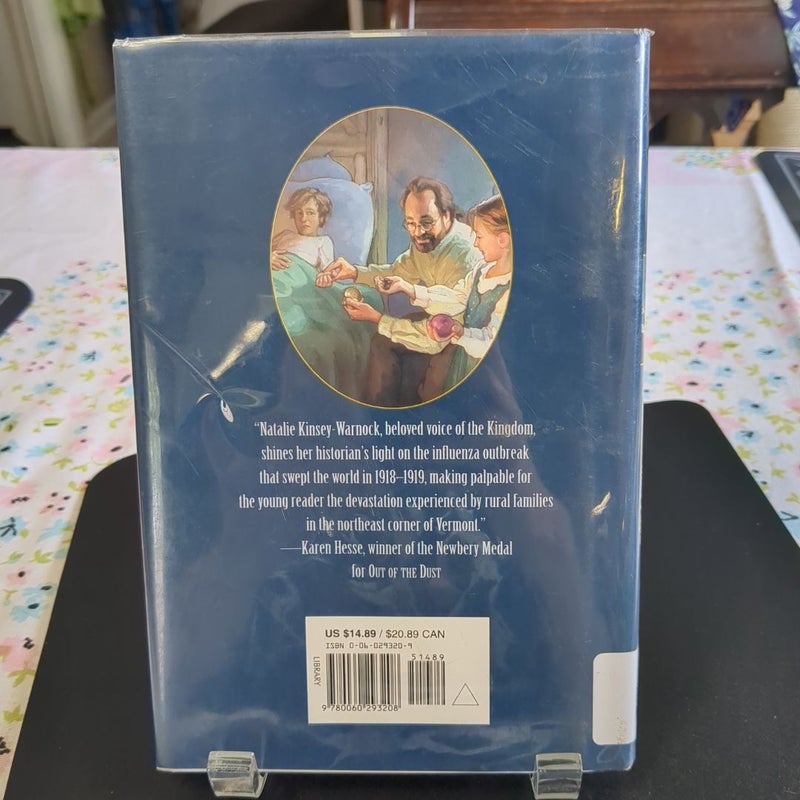 “Natalie Kinsey-Warnock, beloved voice of the Kingdom,
shines her historian’s light on the influenza outbreak
that swept the world in 1918–1919, making palpable for
the young reader the devastation experienced by rural families
in the northeast corner of Vermont.”
—Karen Hesse, winner of the Newbery Medal
for OUT OF THE DUST
US $14.89 / $20.89 CAN
ISBN 0-06-029320-9
51489
LIBRARY
9 780060 293208